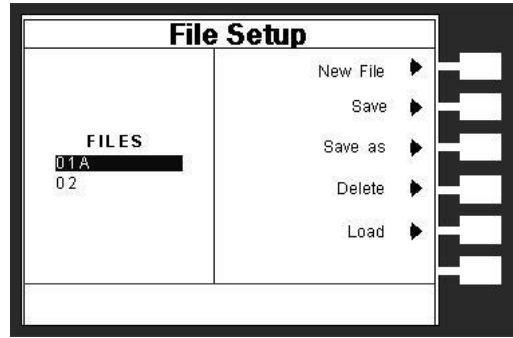 File Setup
New File
Save
FILES
Save as
01A
02
Delete
Load